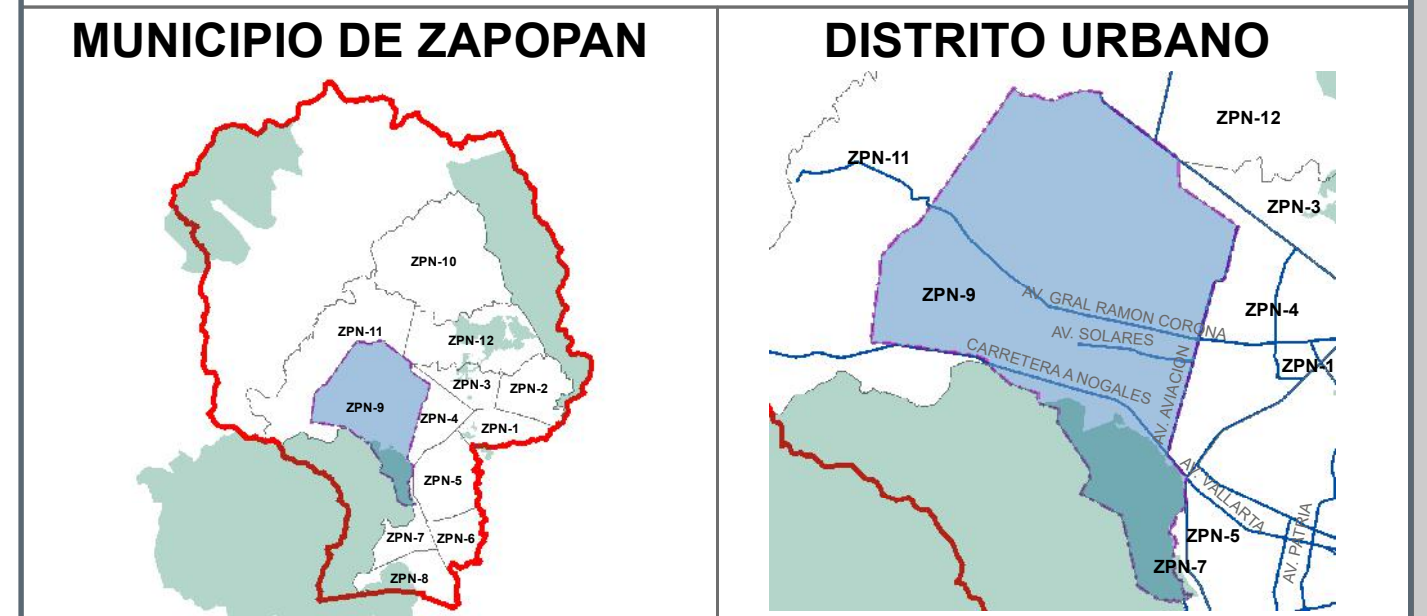 MUNICIPIO DE ZAPOPAN
ZPN-10
ZPN-11
ZPN-12
ZPN-3
ZPN-2
ZPN-9
ZPN-4
ZPN-1
ZPN-5
ZPN-7
ZPN-6
ZPN-8
DISTRITO URBANO
ZPN-12
ZPN-11
ZPN-3
ZPN-9
AV. GRAL RAMON CORONA
ZPN-4
AV. SOLARES
CARRETERA A NOGALES
ZPN-1
AV. AVIACION
AV. VALLARTA
AV. PATRIA
ZPN-5
ZPN-7